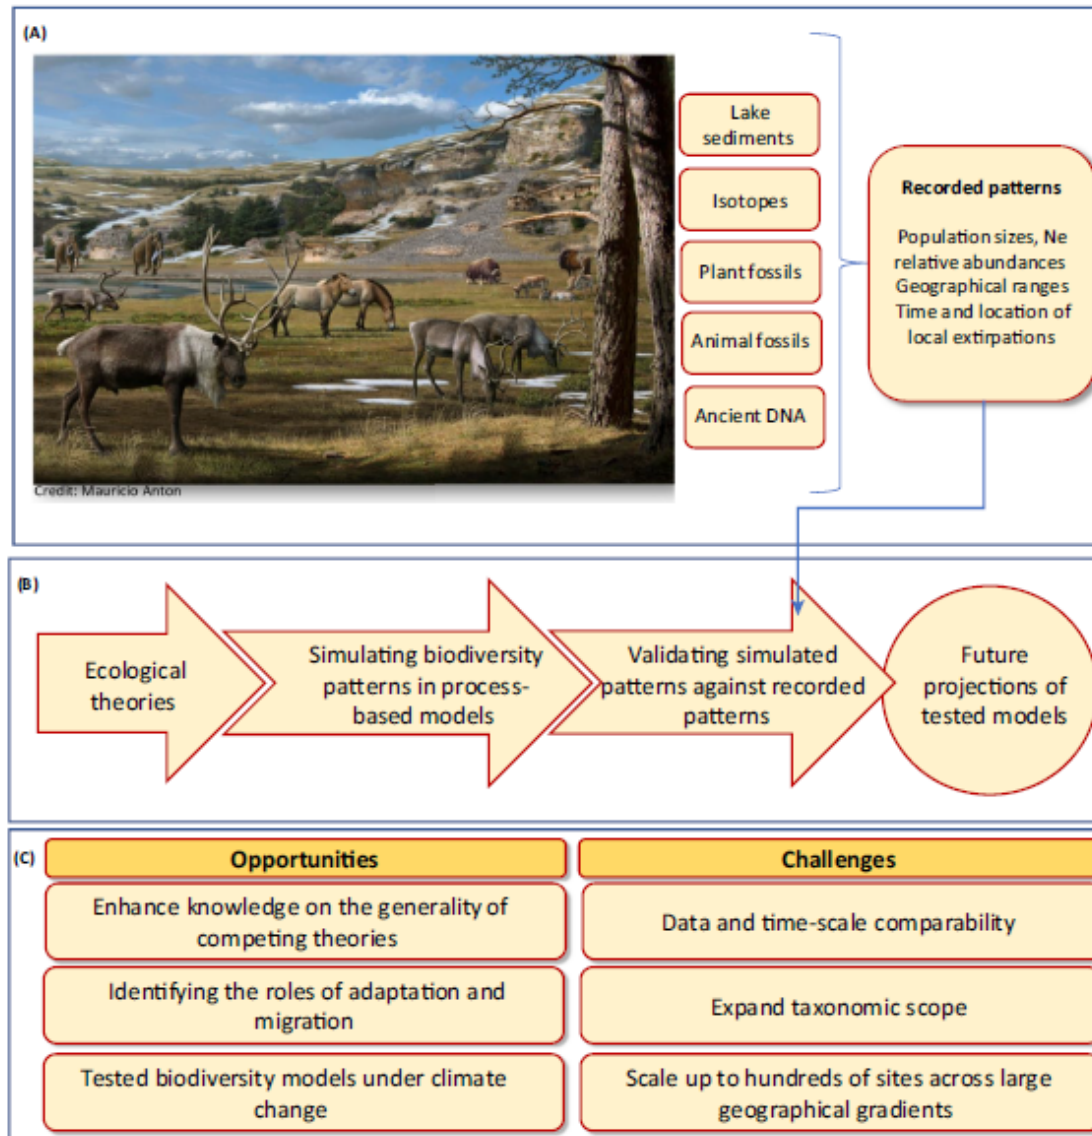 (A)
Lake
sediments
Isotopes
Plant fossils
Animal fossils
Ancient DNA
Recorded patterns
Population sizes, Ne
relative abundances
Geographical ranges
Time and location of
local extirpations
Credit: Mauricio Anton
(B)
Ecological
theories
Simulating biodiversity
patterns in process-
based models
Validating simulated
patterns against recorded
patterns
Future
projections of
tested models
(C)
Opportunities
Challenges
Enhance knowledge on the generality of
competing theories
Data and time-scale comparability
Identifying the roles of adaptation and
migration
Expand taxonomic scope
Tested biodiversity models under climate
change
Scale up to hundreds of sites across large
geographical gradients